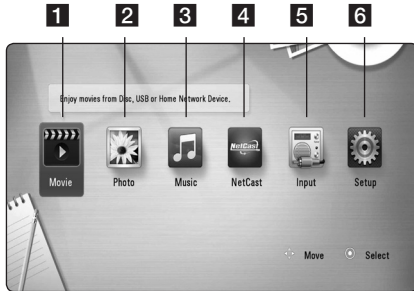 1 2 3 4 5 6
Enjoy movies from Disc, USB or Home Network Device.
NetCast
Movie Photo Music NetCast Input Setup
Move Select